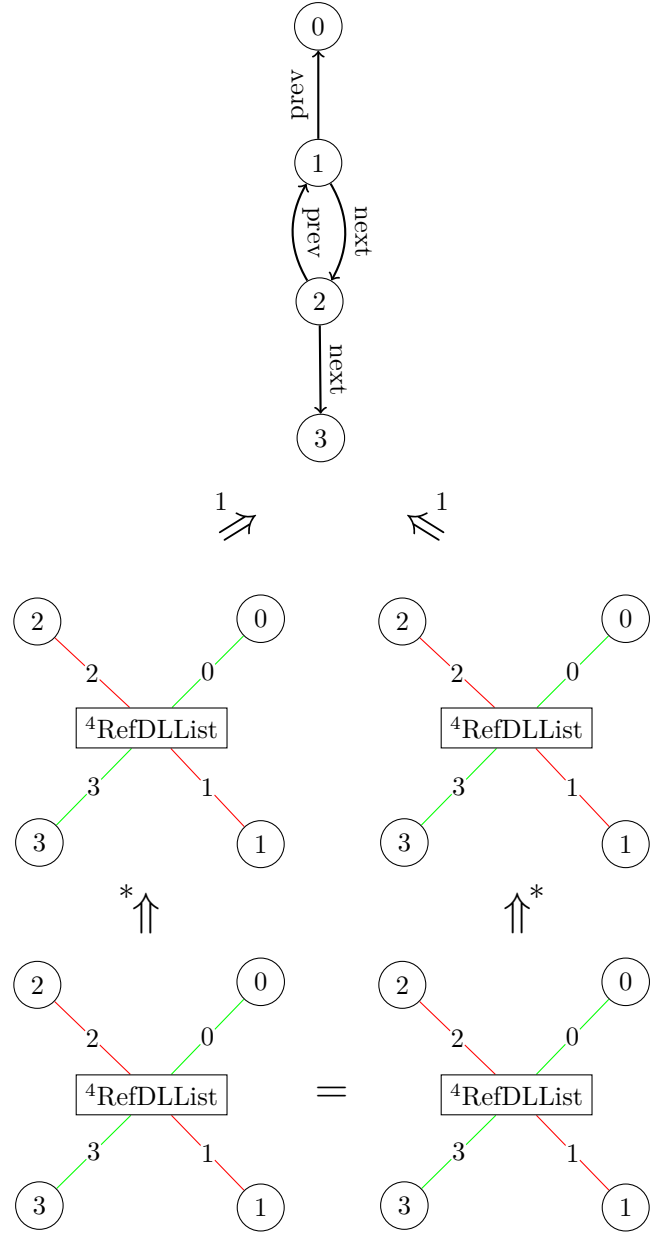 0
prev
1
prev next
2
next
3
1 1
⇒ ⇐
2 0 2 0
2 0 2 0
⁴RefDLList ⁴RefDLList
3 1 3 1
3 1 3 1
* ⇑ ⇑ *
2 0 2 0
2 0 2 0
⁴RefDLList = ⁴RefDLList
3 1 3 1
3 1 3 1